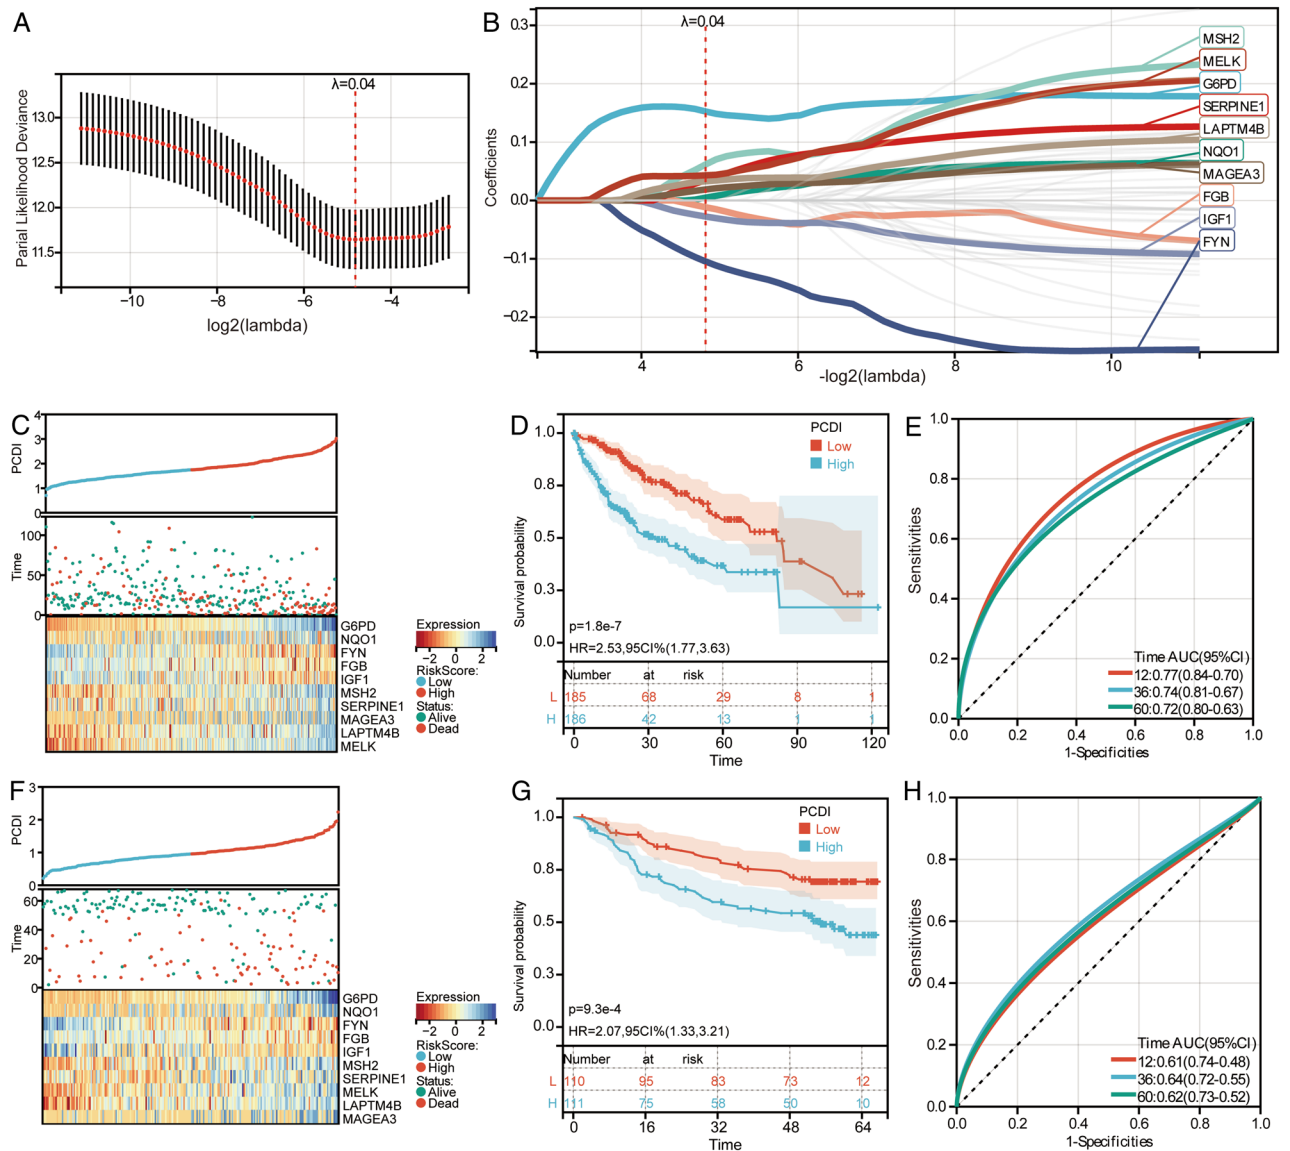 A
λ=0.04
Parial Likelihood Deviance
13.0
12.5
12.0
11.5
−10
−8
−6
−4
log2(lambda)
B
λ=0.04
Coefficients
0.3
0.2
0.1
0.0
−0.1
−0.2
4
6
8
10
-log2(lambda)
MSH2
MELK
G6PD
SERPINE1
LAPTM4B
NQO1
MAGEA3
FGB
IGF1
FYN
C
PCDI
4
3
2
1
0
Time
100
50
0
G6PD
NQO1
FYN
FGB
IGF1
MSH2
SERPINE1
MAGEA3
LAPTM4B
MELK
Expression
−2 0 2
RiskScore:
Low
High
Status:
Alive
Dead
D
Survival probability
1.0
0.8
0.5
0.3
0.0
PCDI
Low
High
p=1.8e-7
HR=2.53,95CI%(1.77,3.63)
Number at risk
L 185 68 29 8 1
H 186 42 13 1 1
0 30 60 90 120
Time
E
Sensitivities
1.0
0.8
0.6
0.4
0.2
0.0
Time AUC(95%CI)
12:0.77(0.84-0.70)
36:0.74(0.81-0.67)
60:0.72(0.80-0.63)
0.0 0.2 0.4 0.6 0.8 1.0
1-Specificities
F
PCDI
3
2
1
0
Time
60
40
20
0
G6PD
NQO1
FYN
FGB
IGF1
MSH2
SERPINE1
MELK
LAPTM4B
MAGEA3
Expression
−2 0 2
RiskScore:
Low
High
Status:
Alive
Dead
G
Survival probability
1.0
0.8
0.5
0.3
0.0
PCDI
Low
High
p=9.3e-4
HR=2.07,95CI%(1.33,3.21)
Number at risk
L 110 95 83 73 12
H 111 75 58 50 10
0 16 32 48 64
Time
H
Sensitivities
1.0
0.8
0.6
0.4
0.2
0.0
Time AUC(95%CI)
12:0.61(0.74-0.48)
36:0.64(0.72-0.55)
60:0.62(0.73-0.52)
0.0 0.2 0.4 0.6 0.8 1.0
1-Specificities